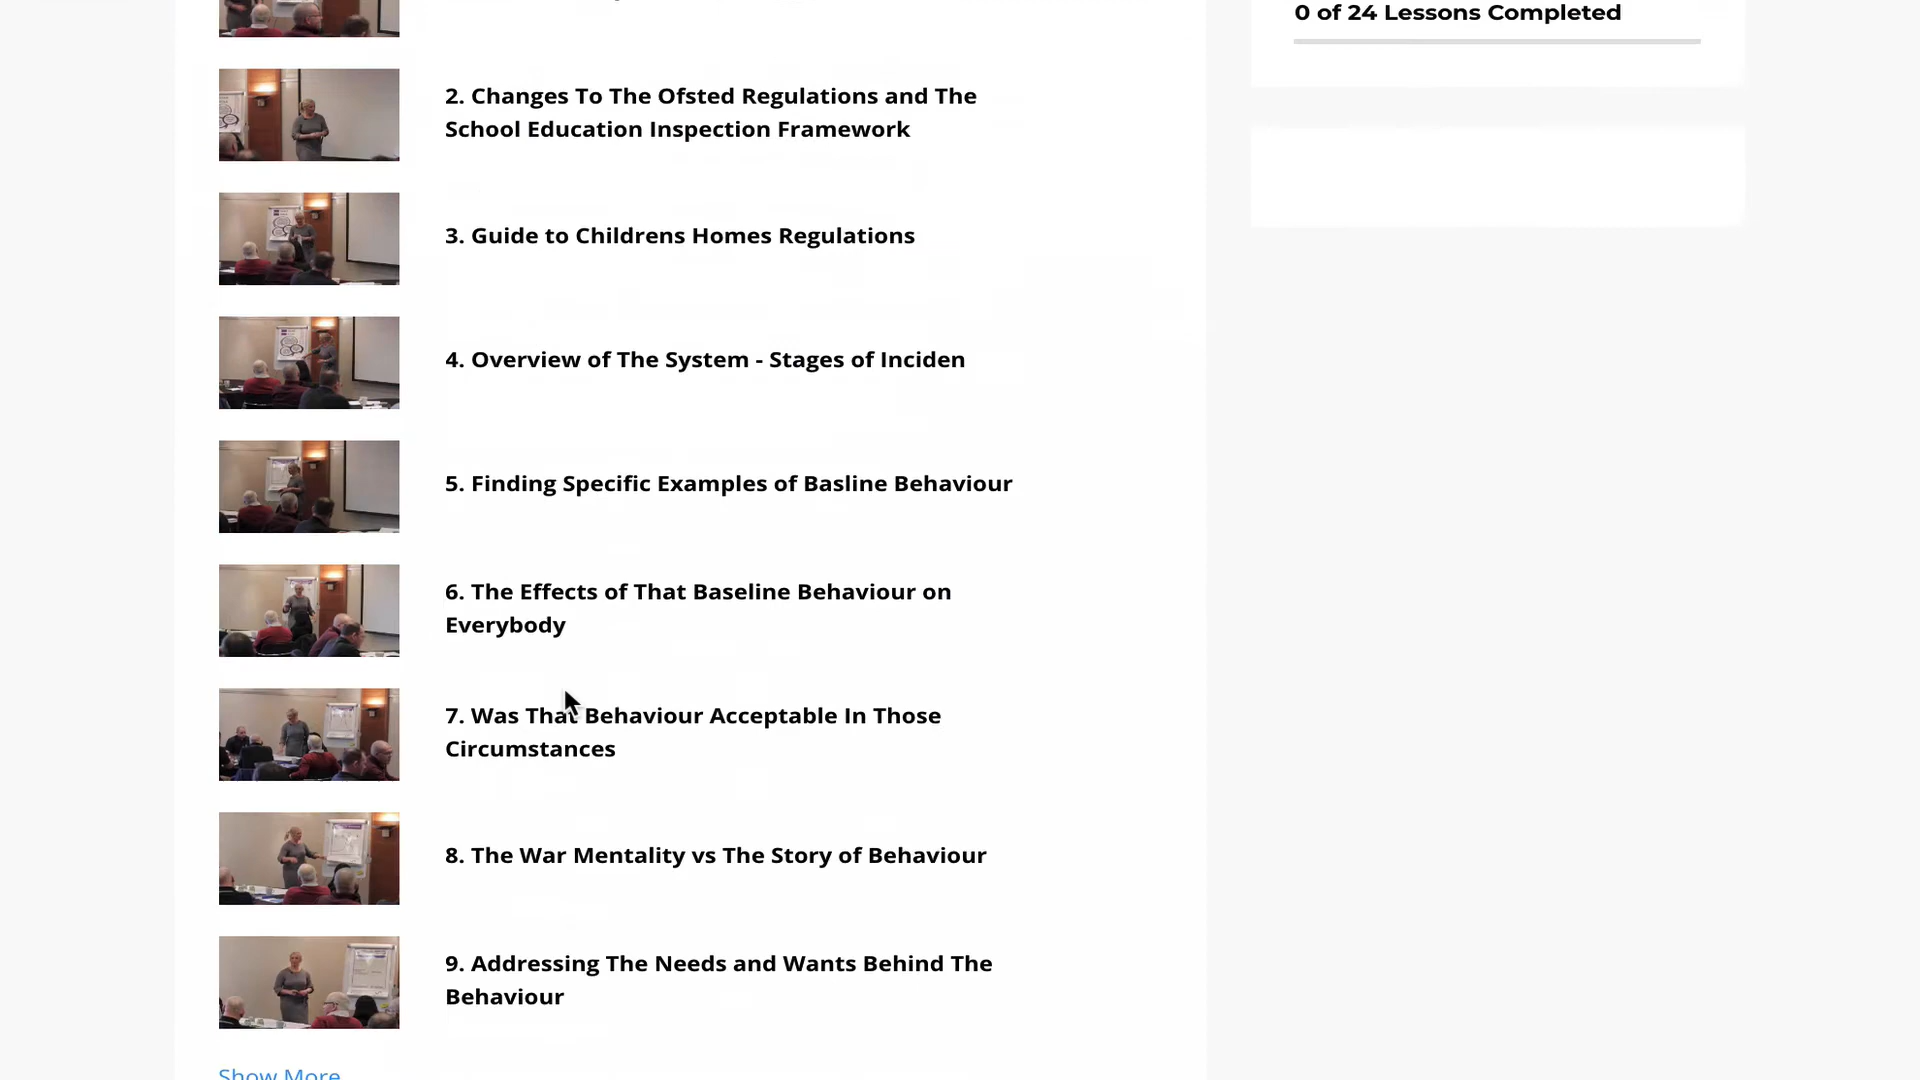 0 of 24 Lessons Completed
2. Changes To The Ofsted Regulations and The
School Education Inspection Framework
3. Guide to Childrens Homes Regulations
4. Overview of The System - Stages of Inciden
5. Finding Specific Examples of Basline Behaviour
6. The Effects of That Baseline Behaviour on
Everybody
7. Was That Behaviour Acceptable In Those
Circumstances
8. The War Mentality vs The Story of Behaviour
9. Addressing The Needs and Wants Behind The
Behaviour
Show More